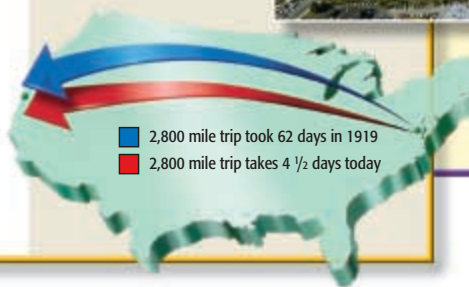 2,800 mile trip took 62 days in 1919
2,800 mile trip takes 4 1/2 days today